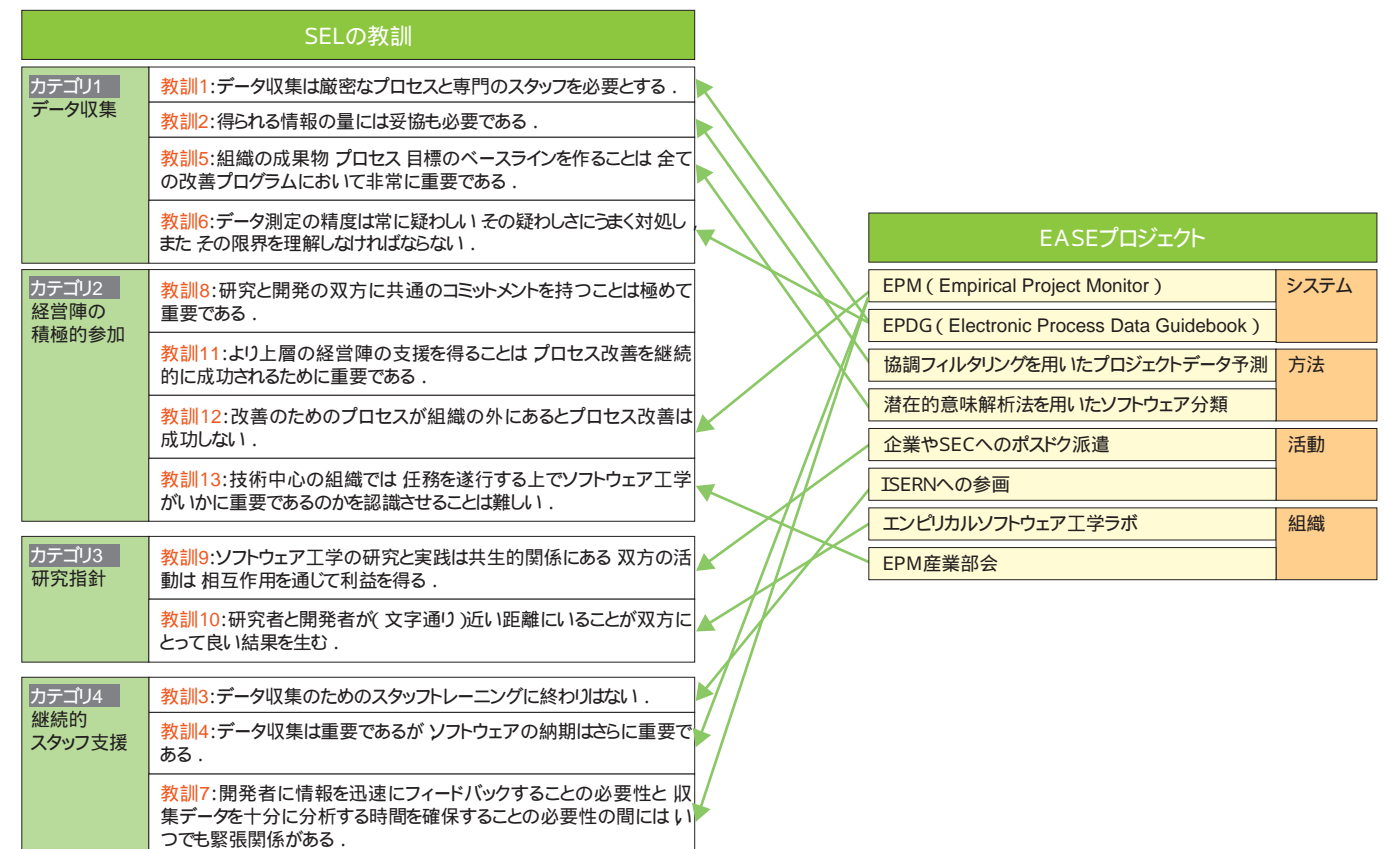 SELの教訓
カテゴリ1
データ収集
教訓1:データ収集は厳密なプロセスと専門のスタッフを必要とする．
教訓2:得られる情報の量には妥協も必要である．
教訓5:組織の成果物 プロセス 目標のベースラインを作ることは 全て
の改善プログラムにおいて非常に重要である．
教訓6:データ測定の精度は常に疑わしい その疑わしさにうまく対処し，
また その限界を理解しなければならない．
カテゴリ2
経営陣の
積極的参加
教訓8:研究と開発の双方に共通のコミットメントを持つことは極めて
重要である．
教訓11:より上層の経営陣の支援を得ることは プロセス改善を継続
的に成功されるために重要である．
教訓12:改善のためのプロセスが組織の外にあるとプロセス改善は
成功しない．
教訓13:技術中心の組織では 任務を遂行する上でソフトウェア工学
がいかに重要であるのかを認識させることは難しい．
カテゴリ3
研究指針
教訓9:ソフトウェア工学の研究と実践は共生的関係にある 双方の活
動は 相互作用を通じて利益を得る．
教訓10:研究者と開発者が（文字通り）近い距離にいることが双方に
とって良い結果を生む．
カテゴリ4
継続的
スタッフ支援
教訓3:データ収集のためのスタッフトレーニングに終わりはない．
教訓4:データ収集は重要であるが ソフトウェアの納期はさらに重要で
ある．
教訓7:開発者に情報を迅速にフィードバックすることの必要性と 収
集データを十分に分析する時間を確保することの必要性の間には い
つでも緊張関係がある．
EASEプロジェクト
EPM（Empirical Project Monitor）
システム
EPDG（Electronic Process Data Guidebook）
協調フィルタリングを用いたプロジェクトデータ予測
方法
潜在的意味解析法を用いたソフトウェア分類
企業やSECへのポスドク派遣
活動
ISERNへの参画
エンピリカルソフトウェア工学ラボ
組織
EPM産業部会